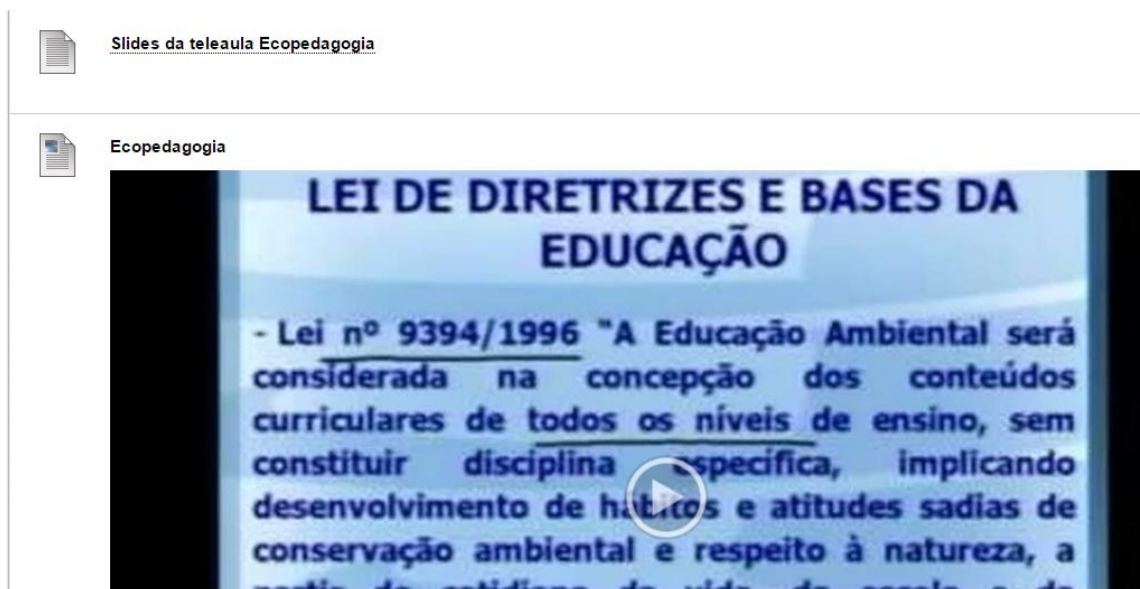 Slides da teleaula Ecopedagogia
Ecopedagogia
LEI DE DIRETRIZES E BASES DA
EDUCAÇÃO
- Lei nº 9394/1996 "A Educação Ambiental será
considerada na concepção dos conteúdos
curriculares de todos os níveis de ensino, sem
constituir disciplina específica, implicando
desenvolvimento de hábitos e atitudes sadias de
conservação ambiental e respeito à natureza, a